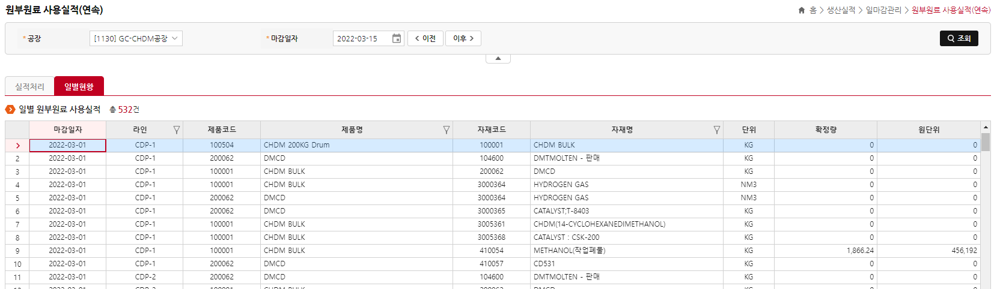 원부원료 사용실적(연속)
홈 > 생산실적 > 일마감관리 > 원부원료 사용실적(연속)
*공장 [1130] GC-CHDM공장 *마감일자 2022-03-15 < 이전 이후 > 조회
실적처리 일별현황
일별 원부원료 사용실적 총 532건
마감일자 라인 제품코드 제품명 자재코드 자재명 단위 확정량 원단위
> 2022-03-01 CDP-1 100504 CHDM 200KG Drum 100001 CHDM BULK KG 0 0
2 2022-03-01 CDP-1 200062 DMCD 104600 DMTMOLTEN - 판매 KG 0 0
3 2022-03-01 CDP-1 100001 CHDM BULK 200062 DMCD KG 0 0
4 2022-03-01 CDP-1 100001 CHDM BULK 3000364 HYDROGEN GAS NM3 0 0
5 2022-03-01 CDP-1 200062 DMCD 3000364 HYDROGEN GAS NM3 0 0
6 2022-03-01 CDP-1 200062 DMCD 3000365 CATALYST;T-8403 KG 0 0
7 2022-03-01 CDP-1 100001 CHDM BULK 3005361 CHDM(14-CYCLOHEXANEDIMETHANOL) KG 0 0
8 2022-03-01 CDP-1 100001 CHDM BULK 3005368 CATALYST : CSK-200 KG 0 0
9 2022-03-01 CDP-1 100001 CHDM BULK 410054 METHANOL(작업폐물) KG 1,866.24 456,192
10 2022-03-01 CDP-1 200062 DMCD 410057 CD531 KG 0 0
11 2022-03-01 CDP-2 200062 DMCD 104600 DMTMOLTEN - 판매 KG 0 0